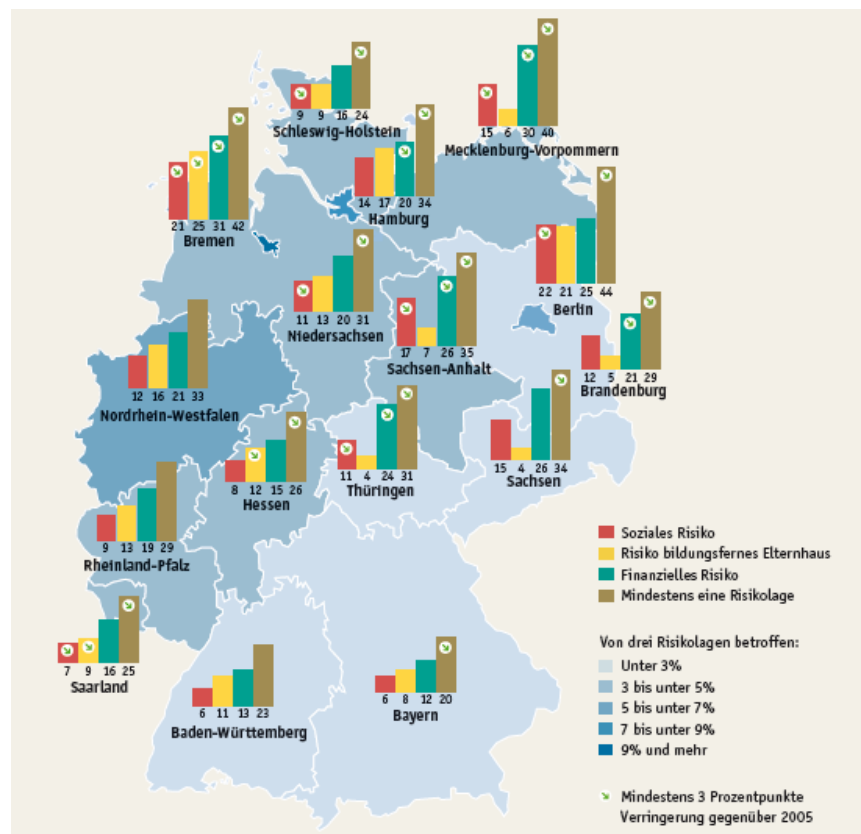 9 9 16 24
Schleswig-Holstein
15 6 30 40
Mecklenburg-Vorpommern
21 25 31 42
Bremen
14 17 20 34
Hamburg
22 21 25 44
Berlin
11 13 20 31
Niedersachsen
17 7 26 35
Sachsen-Anhalt
12 5 21 29
Brandenburg
12 16 21 33
Nordrhein-Westfalen
8 12 15 26
Hessen
11 4 24 31
Thüringen
15 4 26 34
Sachsen
9 13 19 29
Rheinland-Pfalz
7 9 16 25
Saarland
6 11 13 23
Baden-Württemberg
6 8 12 20
Bayern
Soziales Risiko
Risiko bildungsfernes Elternhaus
Finanzielles Risiko
Mindestens eine Risikolage
Von drei Risikolagen betroffen:
Unter 3%
3 bis unter 5%
5 bis unter 7%
7 bis unter 9%
9% und mehr
Mindestens 3 Prozentpunkte
Verringerung gegenüber 2005